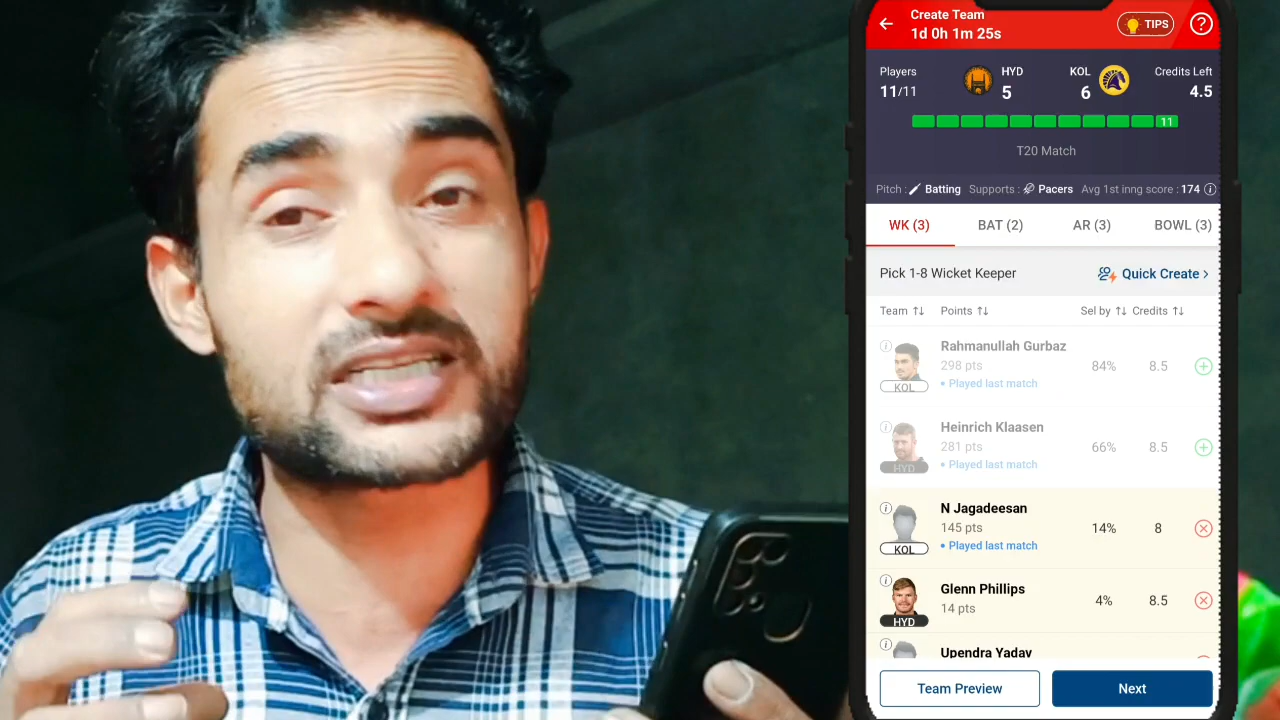 Create Team
1d 0h 1m 25s
TIPS
Players
11/11
HYD
5
KOL
6
Credits Left
4.5
11
T20 Match
Pitch : Batting Supports : Pacers Avg 1st inng score : 174
WK (3) BAT (2) AR (3) BOWL (3)
Pick 1-8 Wicket Keeper Quick Create
Team Points Sel by Credits
Rahmanullah Gurbaz
298 pts 84% 8.5
Played last match
KOL
Heinrich Klaasen
281 pts 66% 8.5
Played last match
HYD
N Jagadeesan
145 pts 14% 8
Played last match
KOL
Glenn Phillips
14 pts 4% 8.5
HYD
Upendra Yadav
Team Preview Next